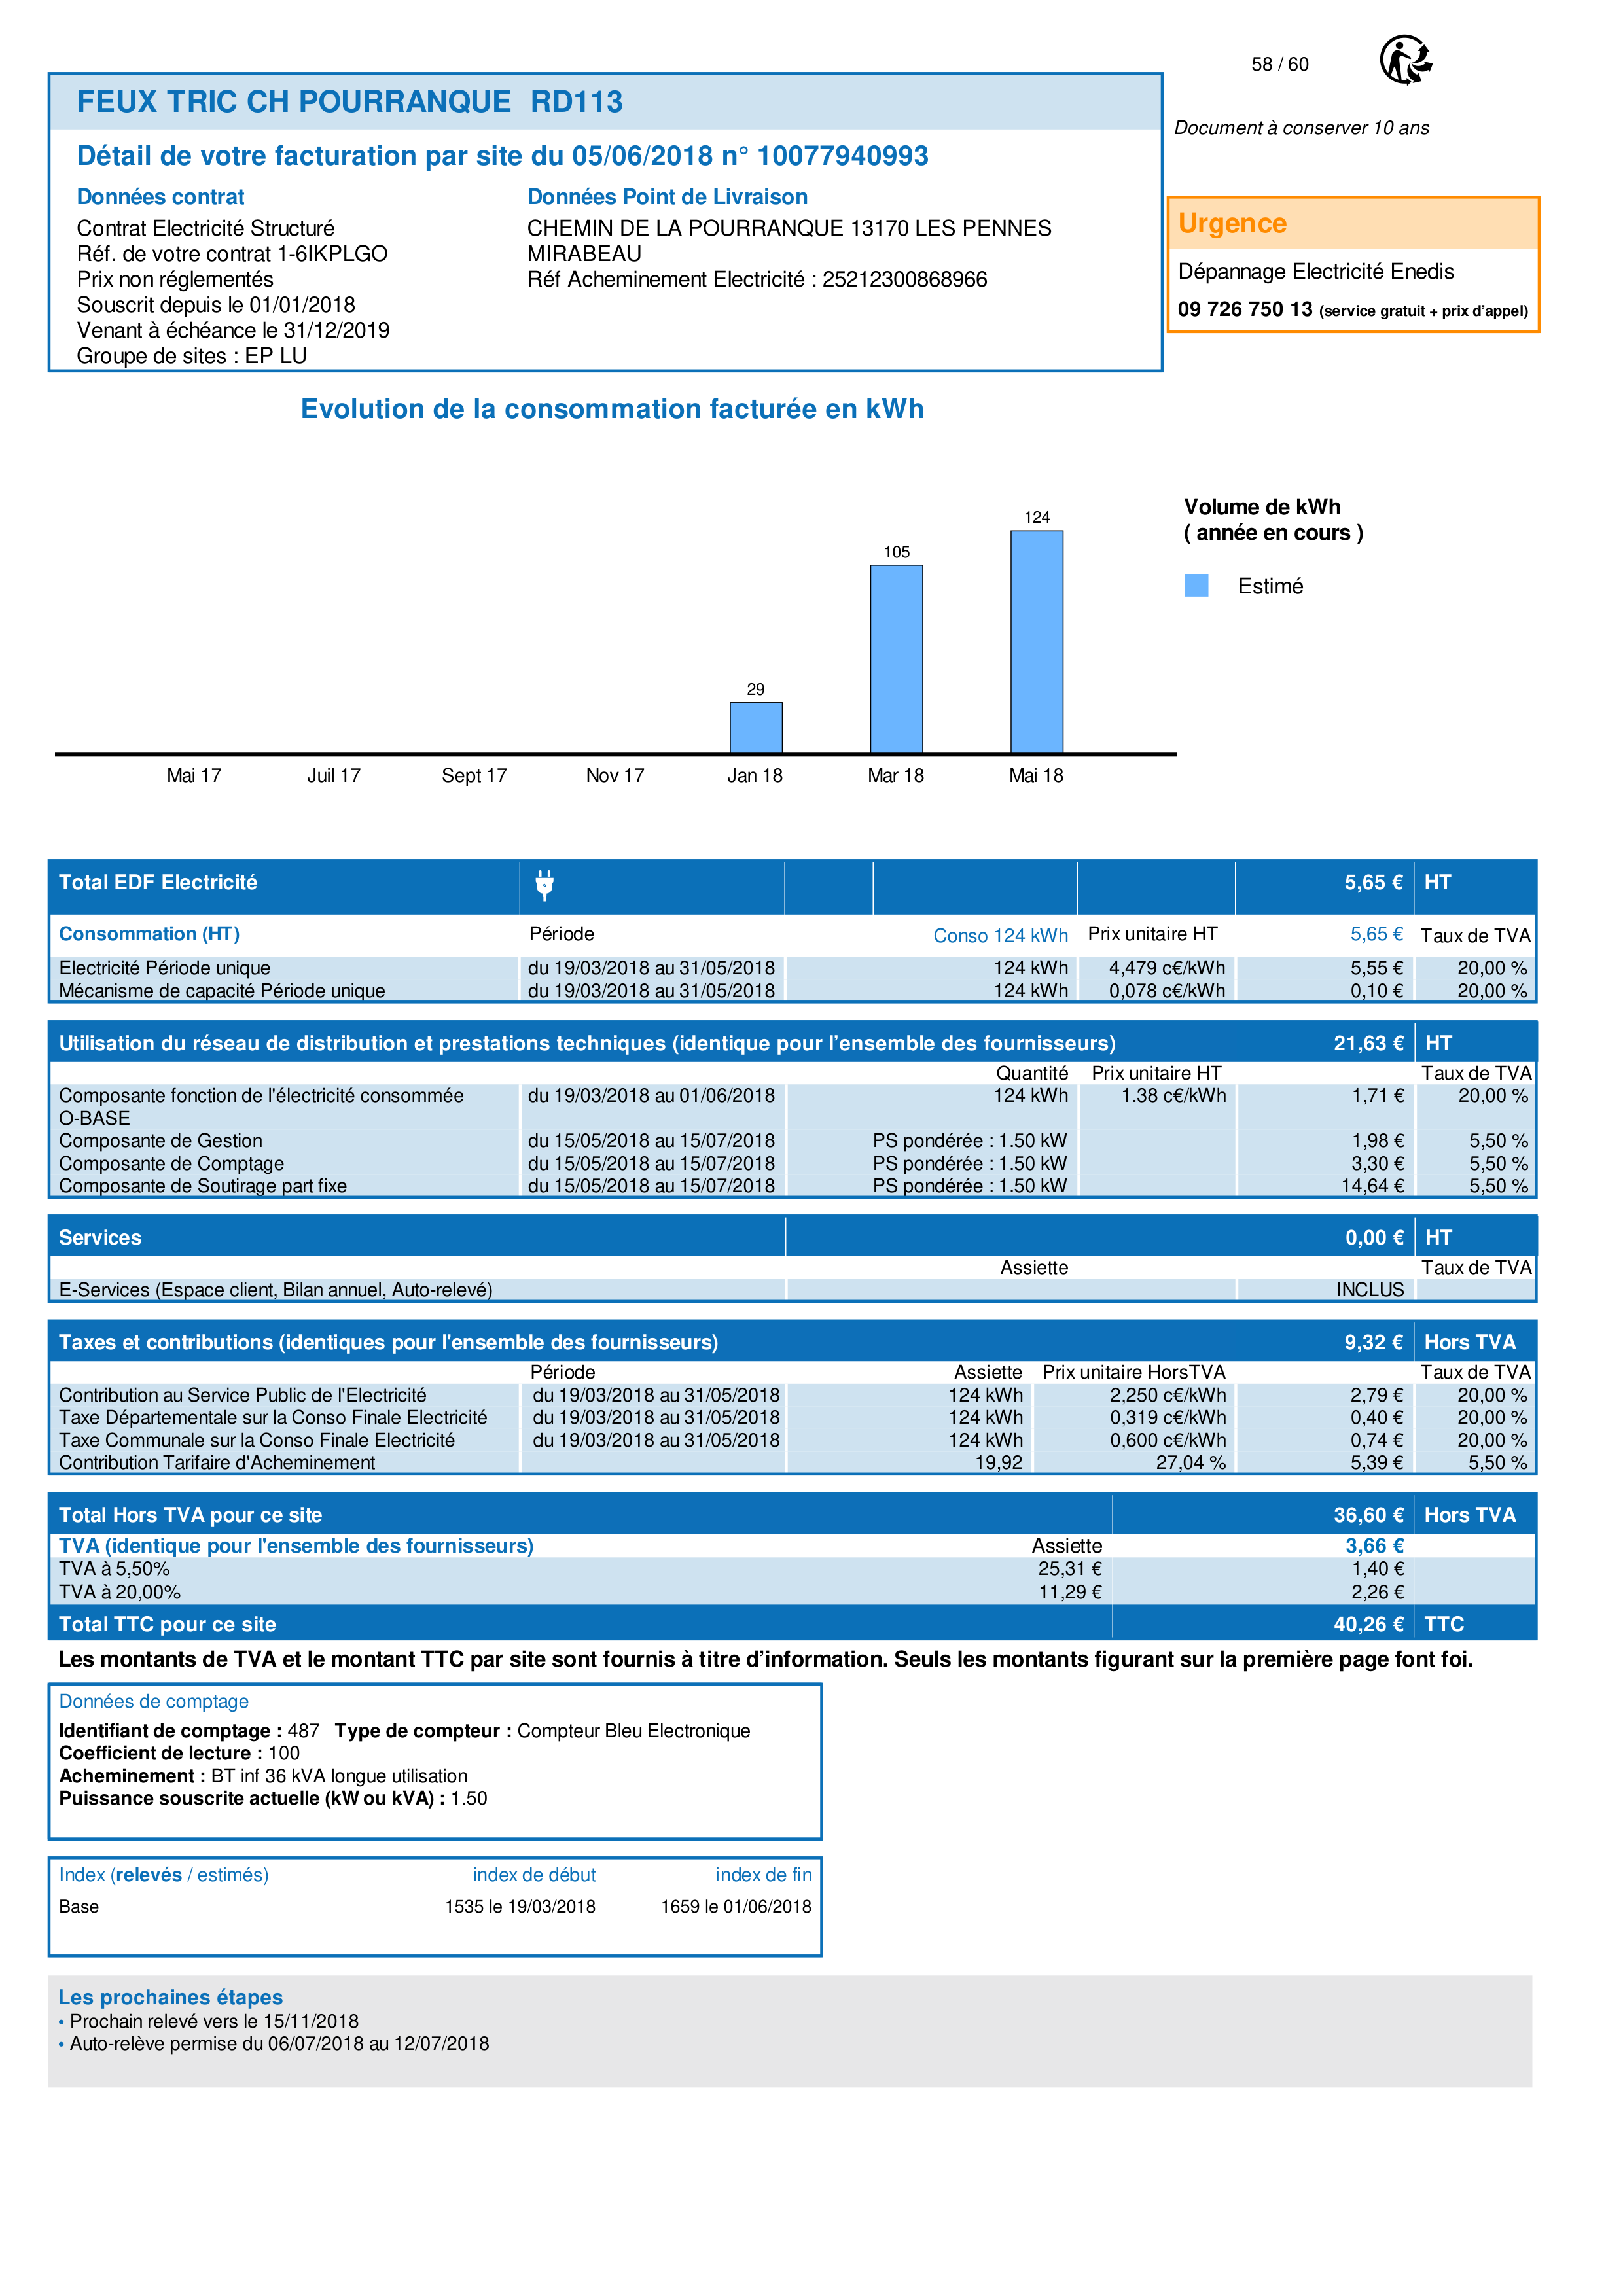 58 / 60
FEUX TRIC CH POURRANQUE  RD113
Document à conserver 10 ans
Détail de votre facturation par site du 05/06/2018 n° 10077940993
Données contrat
Contrat Electricité Structuré
Réf. de votre contrat 1-6IKPLGO
Prix non réglementés
Souscrit depuis le 01/01/2018
Venant à échéance le 31/12/2019
Groupe de sites : EP LU
Données Point de Livraison
CHEMIN DE LA POURRANQUE 13170 LES PENNES
MIRABEAU
Réf Acheminement Electricité : 25212300868966
Urgence
Dépannage Electricité Enedis
09 726 750 13 (service gratuit + prix d’appel)
Evolution de la consommation facturée en kWh
29
105
124
Mai 17 Juil 17 Sept 17 Nov 17 Jan 18 Mar 18 Mai 18
Volume de kWh
( année en cours )
Estimé
Total EDF Electricité 5,65 € HT
Consommation (HT) Période Conso 124 kWh Prix unitaire HT 5,65 € Taux de TVA
Electricité Période unique du 19/03/2018 au 31/05/2018 124 kWh 4,479 c€/kWh 5,55 € 20,00 %
Mécanisme de capacité Période unique du 19/03/2018 au 31/05/2018 124 kWh 0,078 c€/kWh 0,10 € 20,00 %
Utilisation du réseau de distribution et prestations techniques (identique pour l’ensemble des fournisseurs) 21,63 € HT
Quantité Prix unitaire HT Taux de TVA
Composante fonction de l'électricité consommée du 19/03/2018 au 01/06/2018 124 kWh 1.38 c€/kWh 1,71 € 20,00 %
O-BASE
Composante de Gestion du 15/05/2018 au 15/07/2018 PS pondérée : 1.50 kW 1,98 € 5,50 %
Composante de Comptage du 15/05/2018 au 15/07/2018 PS pondérée : 1.50 kW 3,30 € 5,50 %
Composante de Soutirage part fixe du 15/05/2018 au 15/07/2018 PS pondérée : 1.50 kW 14,64 € 5,50 %
Services 0,00 € HT
Assiette Taux de TVA
E-Services (Espace client, Bilan annuel, Auto-relevé) INCLUS
Taxes et contributions (identiques pour l'ensemble des fournisseurs) 9,32 € Hors TVA
Période Assiette Prix unitaire HorsTVA Taux de TVA
Contribution au Service Public de l'Electricité du 19/03/2018 au 31/05/2018 124 kWh 2,250 c€/kWh 2,79 € 20,00 %
Taxe Départementale sur la Conso Finale Electricité du 19/03/2018 au 31/05/2018 124 kWh 0,319 c€/kWh 0,40 € 20,00 %
Taxe Communale sur la Conso Finale Electricité du 19/03/2018 au 31/05/2018 124 kWh 0,600 c€/kWh 0,74 € 20,00 %
Contribution Tarifaire d'Acheminement 19,92 27,04 % 5,39 € 5,50 %
Total Hors TVA pour ce site 36,60 € Hors TVA
TVA (identique pour l'ensemble des fournisseurs) Assiette 3,66 €
TVA à 5,50% 25,31 € 1,40 €
TVA à 20,00% 11,29 € 2,26 €
Total TTC pour ce site 40,26 € TTC
Les montants de TVA et le montant TTC par site sont fournis à titre d’information. Seuls les montants figurant sur la première page font foi.
Données de comptage
Identifiant de comptage : 487 Type de compteur : Compteur Bleu Electronique
Coefficient de lecture : 100
Acheminement : BT inf 36 kVA longue utilisation
Puissance souscrite actuelle (kW ou kVA) : 1.50
Index (relevés / estimés) index de début index de fin
Base 1535 le 19/03/2018 1659 le 01/06/2018
Les prochaines étapes
• Prochain relevé vers le 15/11/2018
• Auto-relève permise du 06/07/2018 au 12/07/2018